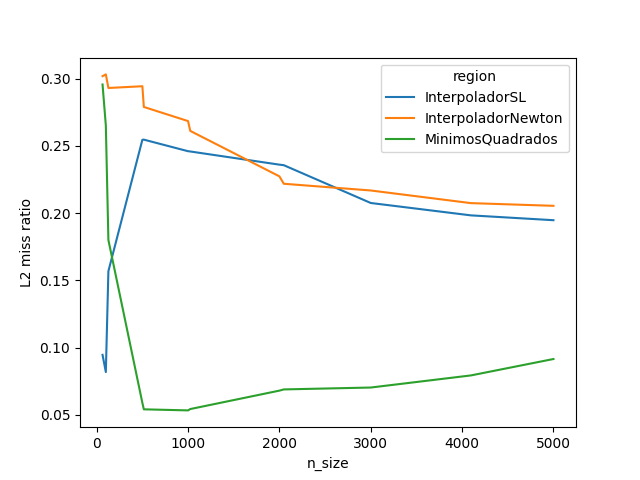 region
InterpoladorSL
InterpoladorNewton
MinimosQuadrados
L2 miss ratio
0.30
0.25
0.20
0.15
0.10
0.05
0 1000 2000 3000 4000 5000
n_size